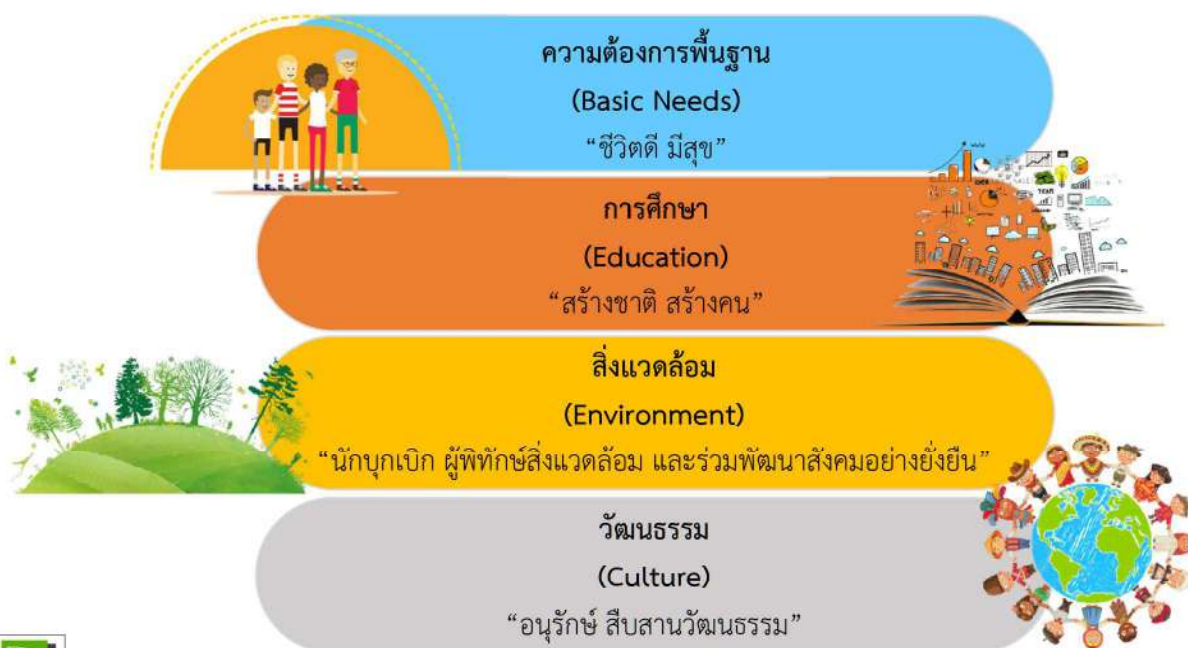 ความต้องการพื้นฐาน
(Basic Needs)
“ชีวิตดี มีสุข”
การศึกษา
(Education)
“สร้างชาติ สร้างคน”
สิ่งแวดล้อม
(Environment)
“นักบุกเบิก ผู้พิทักษ์สิ่งแวดล้อม และร่วมพัฒนาสังคมอย่างยั่งยืน”
วัฒนธรรม
(Culture)
“อนุรักษ์ สืบสานวัฒนธรรม”